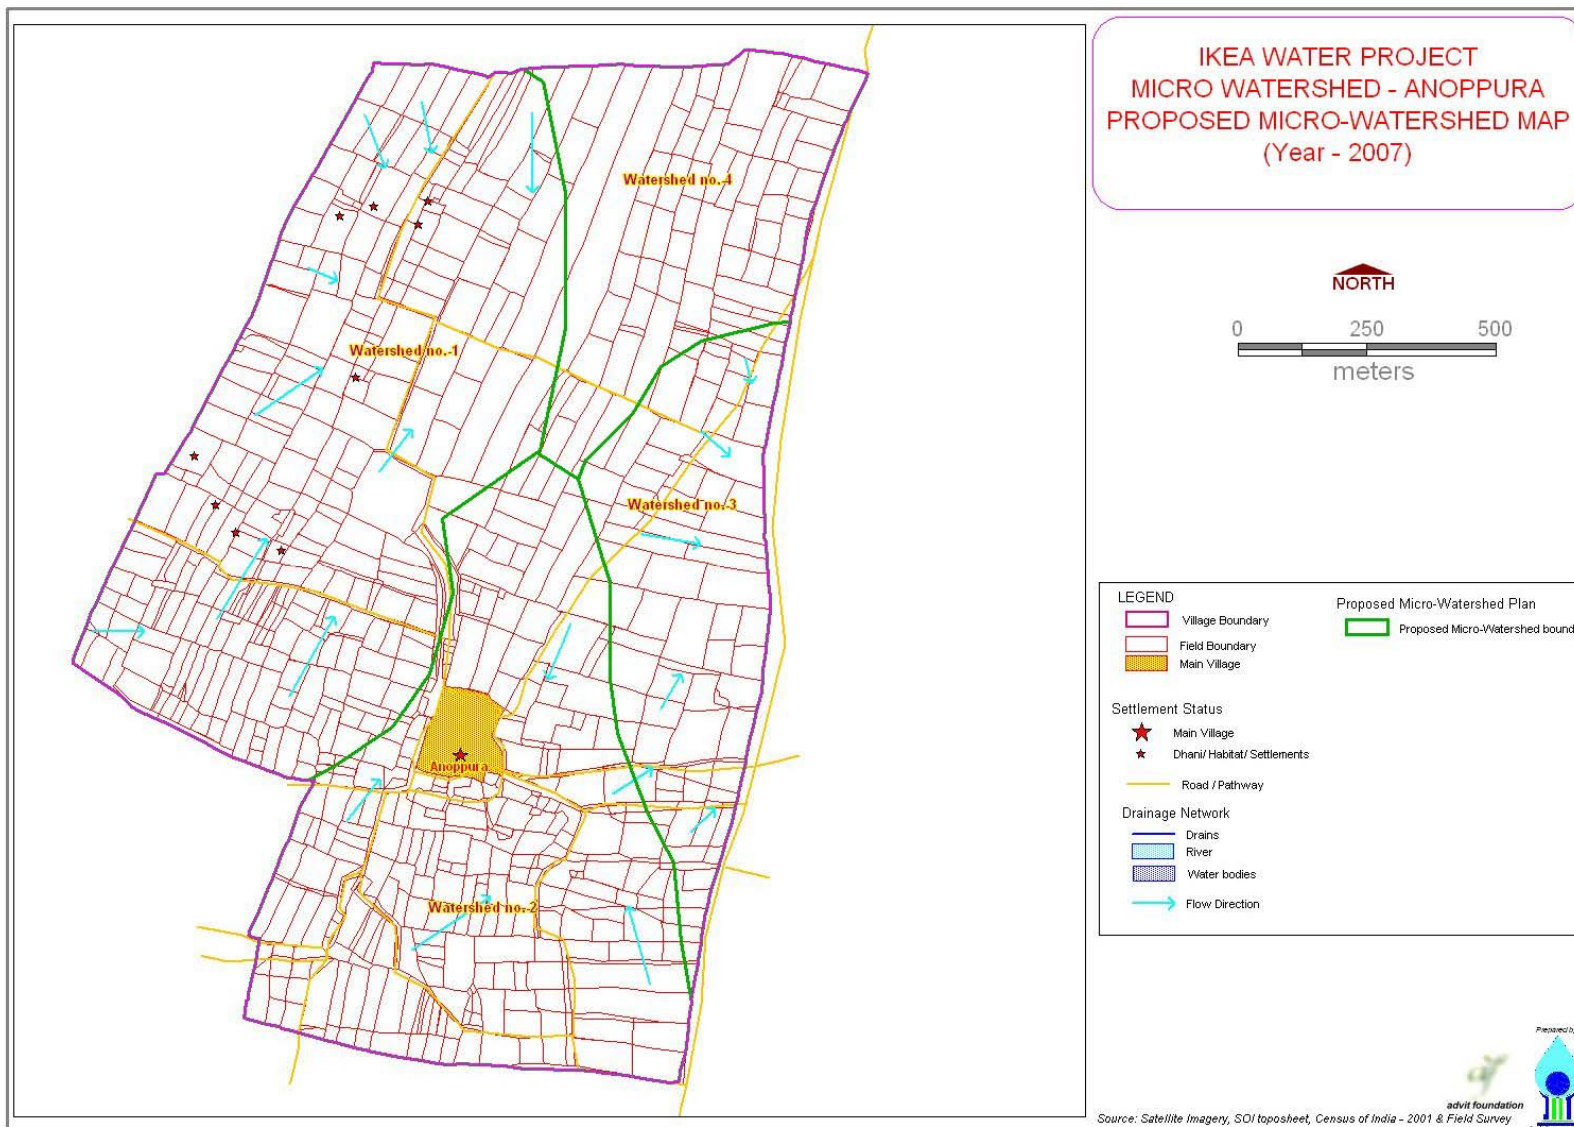 IKEA WATER PROJECT
MICRO WATERSHED - ANOPPURA
PROPOSED MICRO-WATERSHED MAP
(Year - 2007)
NORTH
0 250 500
meters
Watershed no.-4
Watershed no.-1
Watershed no.-3
Anoppura
Watershed no.-2
LEGEND
Village Boundary
Field Boundary
Main Village
Proposed Micro-Watershed Plan
Proposed Micro-Watershed bound
Settlement Status
Main Village
Dhani/ Habitat/ Settlements
Road / Pathway
Drainage Network
Drains
River
Water bodies
Flow Direction
Prepared b
advit foundation
Source: Satellite Imagery, SOI toposheet, Census of India - 2001 & Field Survey